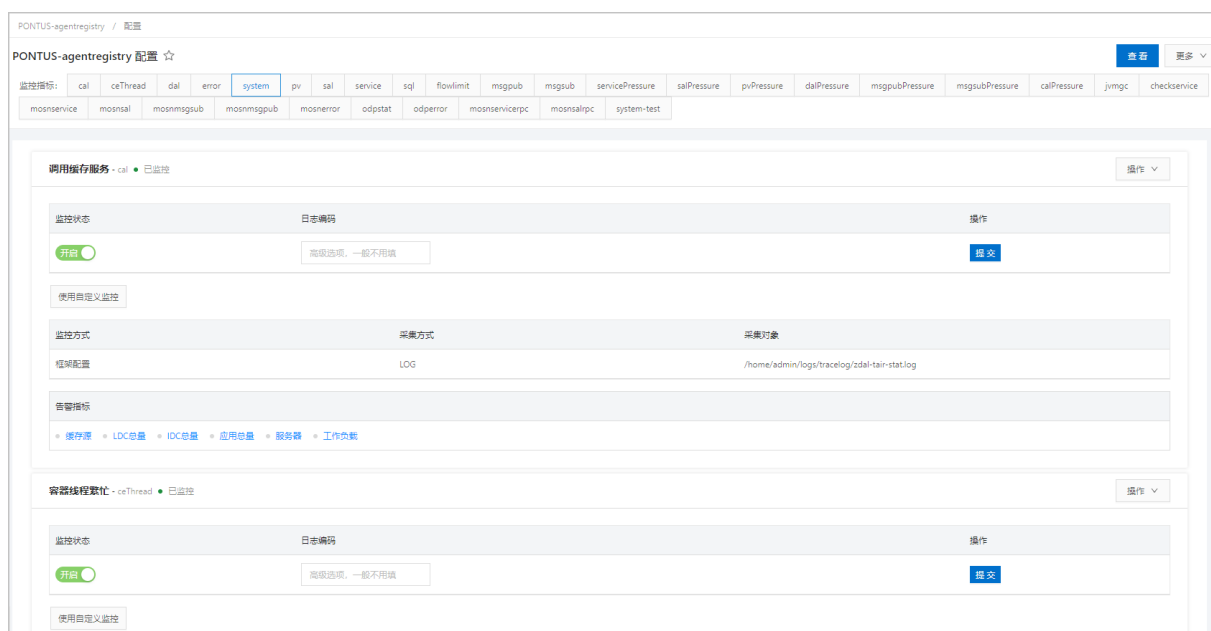 PONTUS-agentregistry / 配置
PONTUS-agentregistry 配置
查看 更多
监控指标: cal ceThread dal error system pv sal service sql flowlimit msgpub msgsub servicePressure salPressure pvPressure dalPressure msgpubPressure msgsubPressure calPressure jvmgc checkservice
mosnservice mosnsal mosnmsgsub mosnmsgpub mosnerror odpstat odperror mosnservicerpc mosnsalrpc system-test
调用缓存服务 - cal 已监控 操作
监控状态 日志编码 操作
开启 高级选项，一般不用填 提交
使用自定义监控
监控方式 采集方式 采集对象
框架配置 LOG /home/admin/logs/tracelog/zdal-tair-stat.log
告警指标
缓存源 LDC总量 IDC总量 应用总量 服务器 工作负载
容器线程繁忙 - ceThread 已监控 操作
监控状态 日志编码 操作
开启 高级选项，一般不用填 提交
使用自定义监控